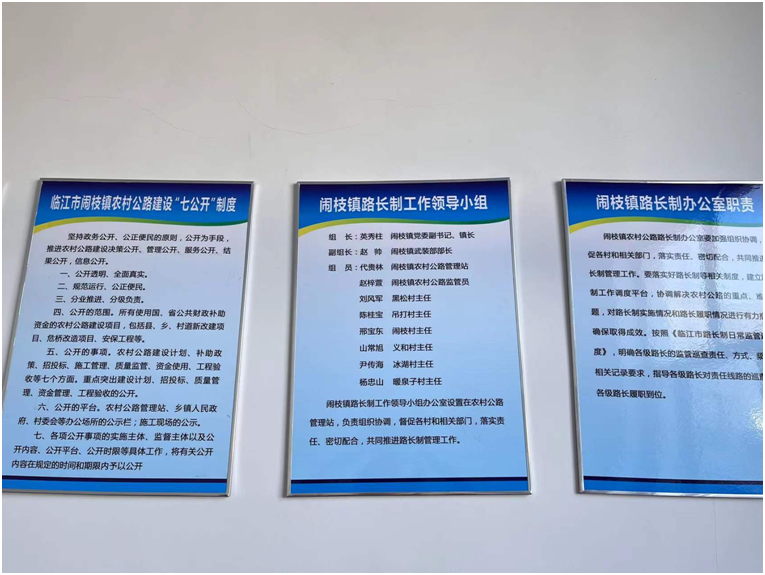 临江市闹枝镇农村公路建设“七公开”制度
坚持政务公开、公正便民的原则，公开为手段，
推进农村公路建设决策公开、管理公开、服务公开、结
果公开，信息公开。
一、公开透明、全面真实。
二、规范运行、公正便民。
三、分业推进、分级负责。
四、公开的范围。所有使用国、省公共财政补助
资金的农村公路建设项目，包括县、乡、村道新改建项
目、危桥改造项目、安保工程等。
五、公开的事项。农村公路建设计划、补助政
策、招投标、施工管理、质量监管、资金使用、工程验
收等七个方面。重点突出建设计划、招投标、质量管
理、资金管理、工程验收的公开。
六、公开的平台。农村公路管理站、乡镇人民政
府、村委会等办公场所的公示栏；施工现场的公示。
七、各项公开事项的实施主体、监督主体以及公
开内容、公开平台、公开时限等具体工作，将有关公开
内容在规定的时间和期限内予以公开
闹枝镇路长制工作领导小组
组 长：英秀柱 闹枝镇党委副书记、镇长
副组长：赵 帅 闹枝镇武装部部长
组 员：代贵林 闹枝镇农村公路管理站
赵梓萱 闹枝镇农村公路监管员
刘风军 黑松村主任
陈桂宝 吊打村主任
邢宝东 闹枝村主任
山常旭 义和村主任
尹传海 冰湖村主任
杨忠山 暖泉子村主任
闹枝镇路长制工作领导小组办公室设置在农村公路
管理站，负责组织协调，督促各村和相关部门，落实责
任、密切配合，共同推进路长制管理工作。
闹枝镇路长制办公室职责
闹枝镇农村公路路长制办公室要加强组织协调，
促各村和相关部门，落实责任、密切配合，共同推进
长制管理工作。要落实好路长制等相关制度，建立
制工作调度平台，协调解决农村公路的重点、难
题，对路长制实施情况和路长履职情况进行有力
确保取得成效。按照《临江市路长制日常监管
度》，明确各级路长的监管巡查责任、方式、
相关记录要求，指导各级路长对责任线路的巡
各级路长履职到位。